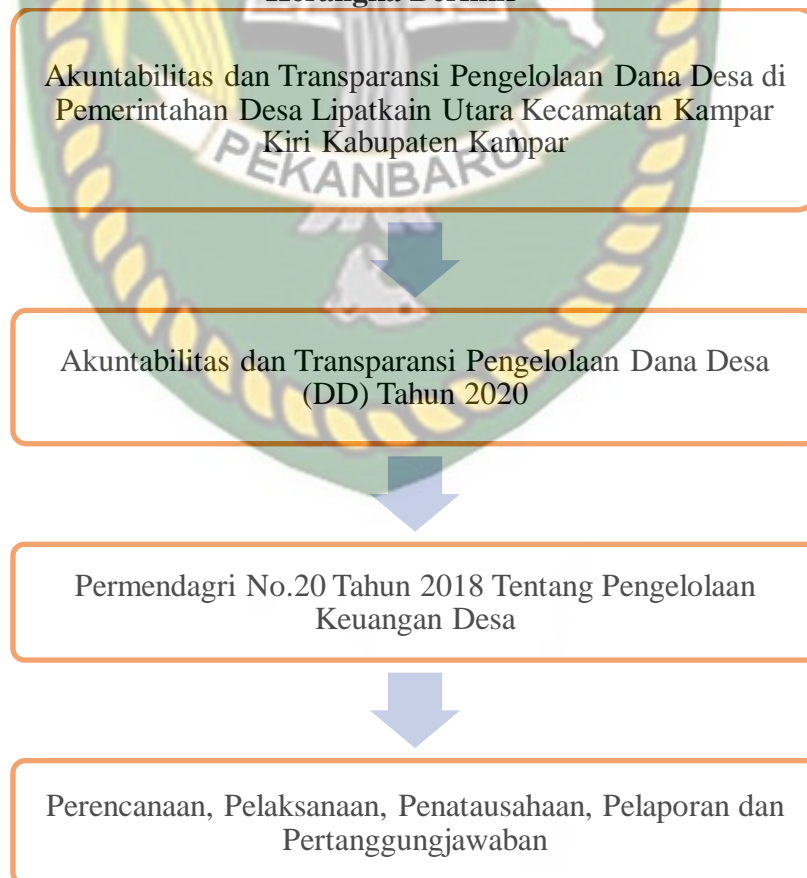 Akuntabilitas dan Transparansi Pengelolaan Dana Desa di
Pemerintahan Desa Lipatkain Utara Kecamatan Kampar
Kiri Kabupaten Kampar
PEKANBARU
Akuntabilitas dan Transparansi Pengelolaan Dana Desa
(DD) Tahun 2020
Permendagri No.20 Tahun 2018 Tentang Pengelolaan
Keuangan Desa
Perencanaan, Pelaksanaan, Penatausahaan, Pelaporan dan
Pertanggungjawaban